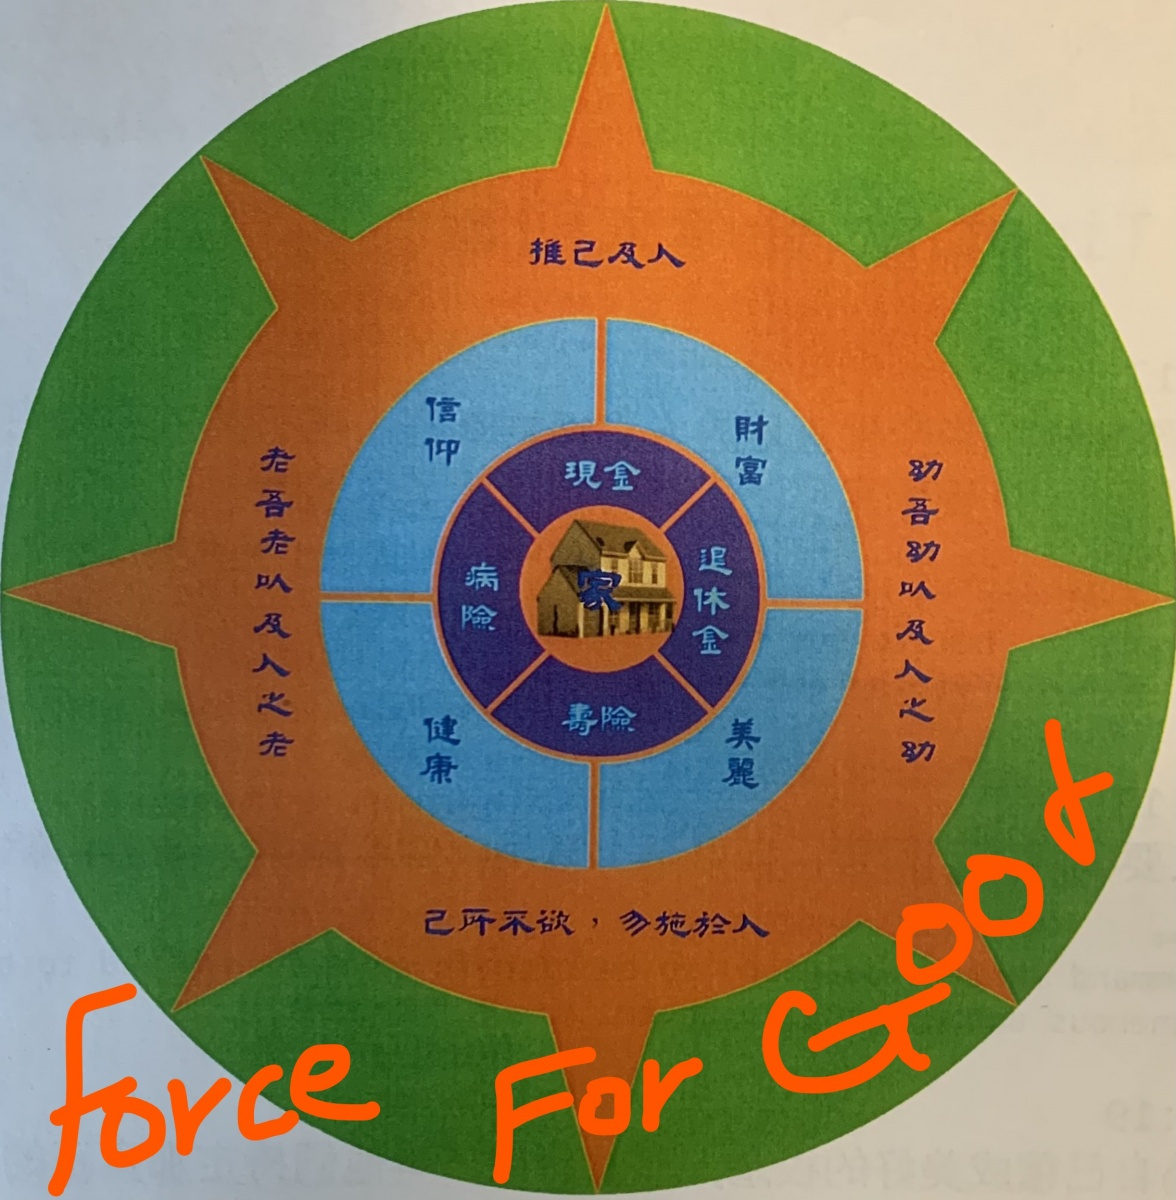 推己及人
信仰
財富
現金
老吾老以及人之老
病險
家
退休金
幼吾幼以及人之幼
壽險
健康
美麗
己所不欲，勿施於人
Force For Good